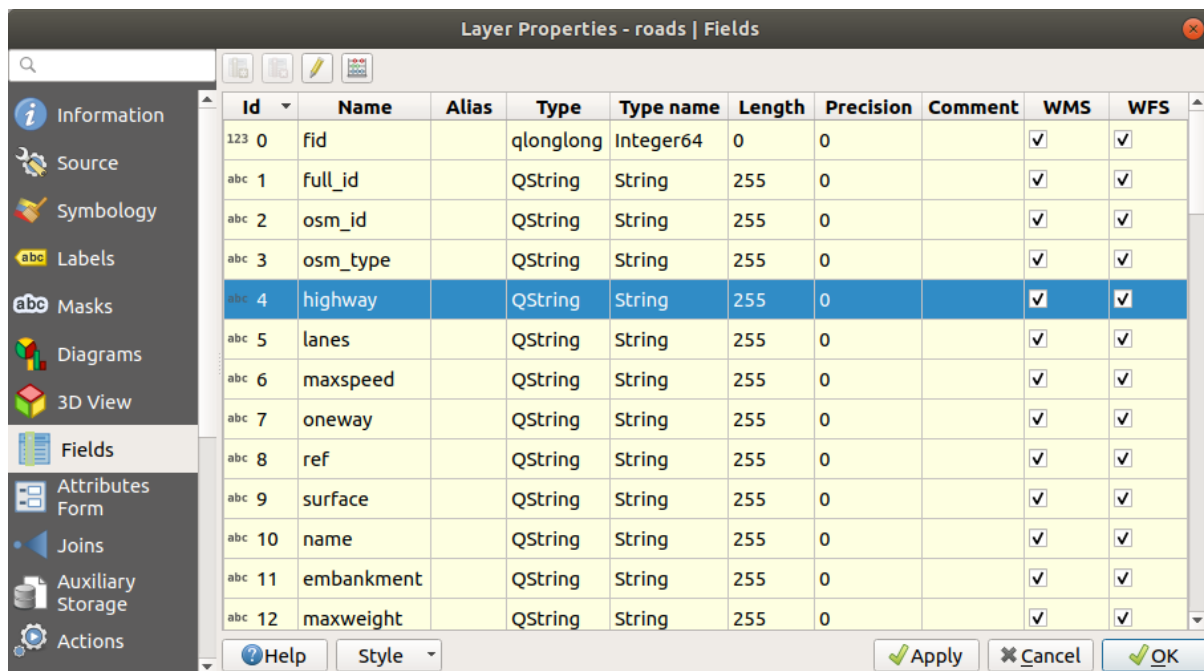 Layer Properties - roads | Fields
Information
Source
Symbology
abc Labels
abc Masks
Diagrams
3D View
Fields
Attributes
Form
Joins
Auxiliary
Storage
Actions
Id Name Alias Type Type name Length Precision Comment WMS WFS
123 0 fid qlonglong Integer64 0 0
abc 1 full_id QString String 255 0
abc 2 osm_id QString String 255 0
abc 3 osm_type QString String 255 0
abc 4 highway QString String 255 0
abc 5 lanes QString String 255 0
abc 6 maxspeed QString String 255 0
abc 7 oneway QString String 255 0
abc 8 ref QString String 255 0
abc 9 surface QString String 255 0
abc 10 name QString String 255 0
abc 11 embankment QString String 255 0
abc 12 maxweight QString String 255 0
Help Style Apply Cancel OK